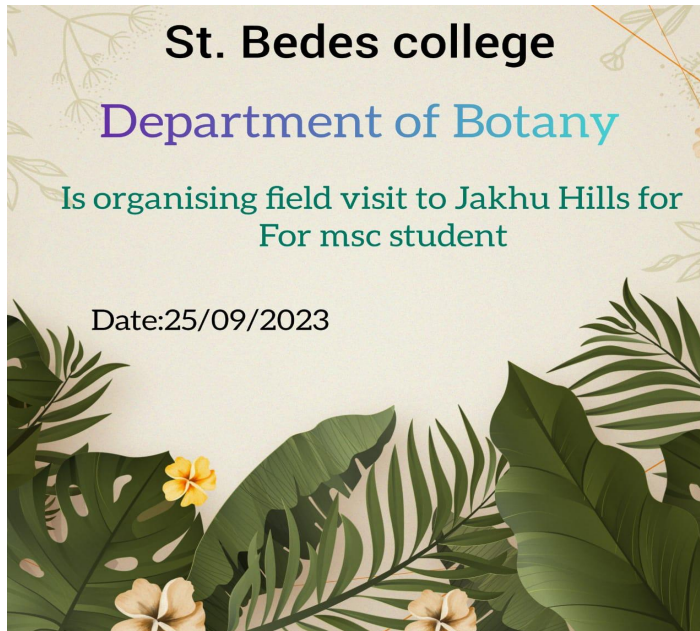 St. Bedes college
Department of Botany
Is organising field visit to Jakhu Hills for
For msc student
Date:25/09/2023